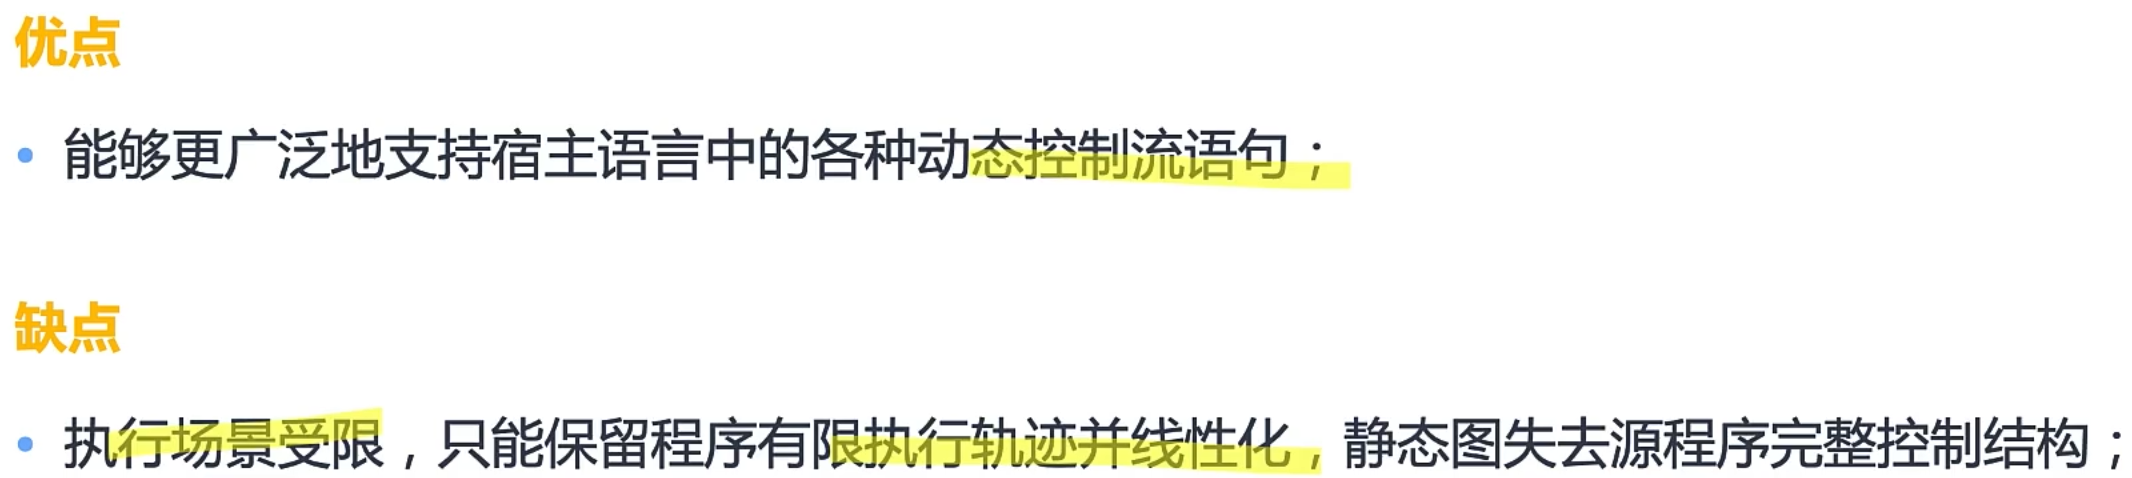 优点
• 能够更广泛地支持宿主语言中的各种动态控制流语句；
缺点
• 执行场景受限，只能保留程序有限执行轨迹并线性化，静态图失去源程序完整控制结构；